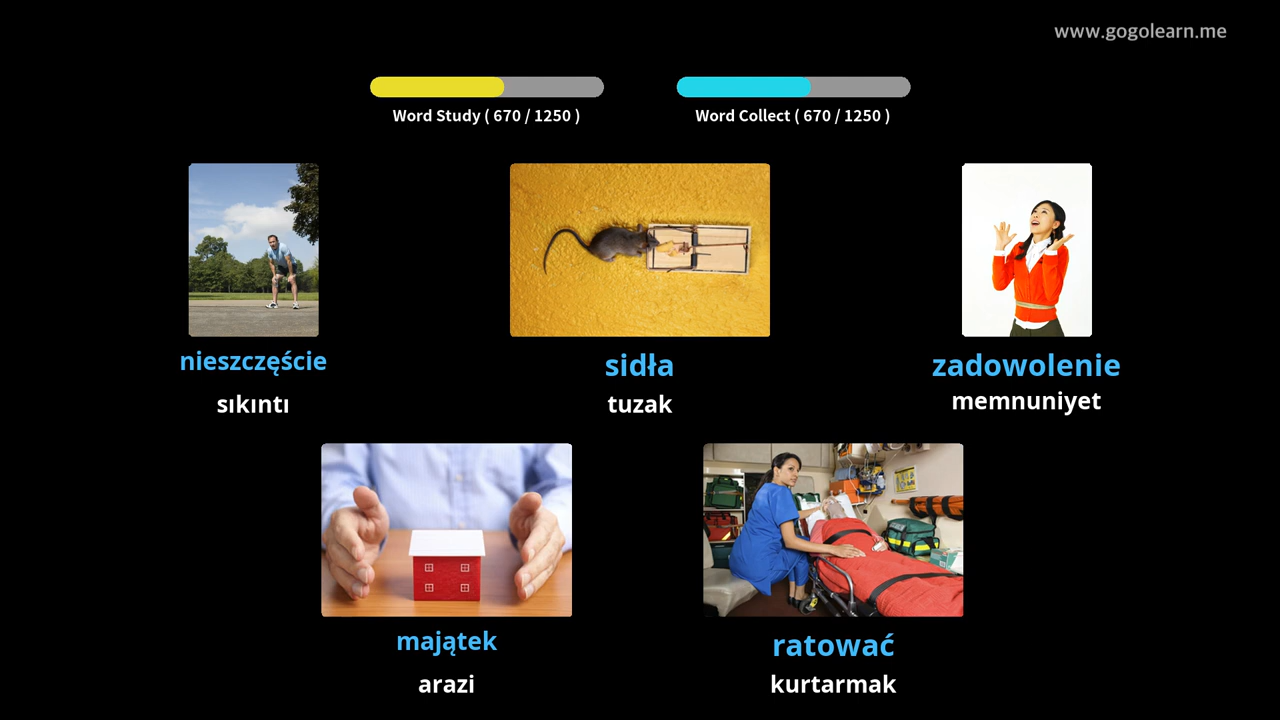 www.gogolearn.me
Word Study ( 670 / 1250 )
Word Collect ( 670 / 1250 )
nieszczęście
sıkıntı
sidła
tuzak
zadowolenie
memnuniyet
majątek
arazi
ratować
kurtarmak